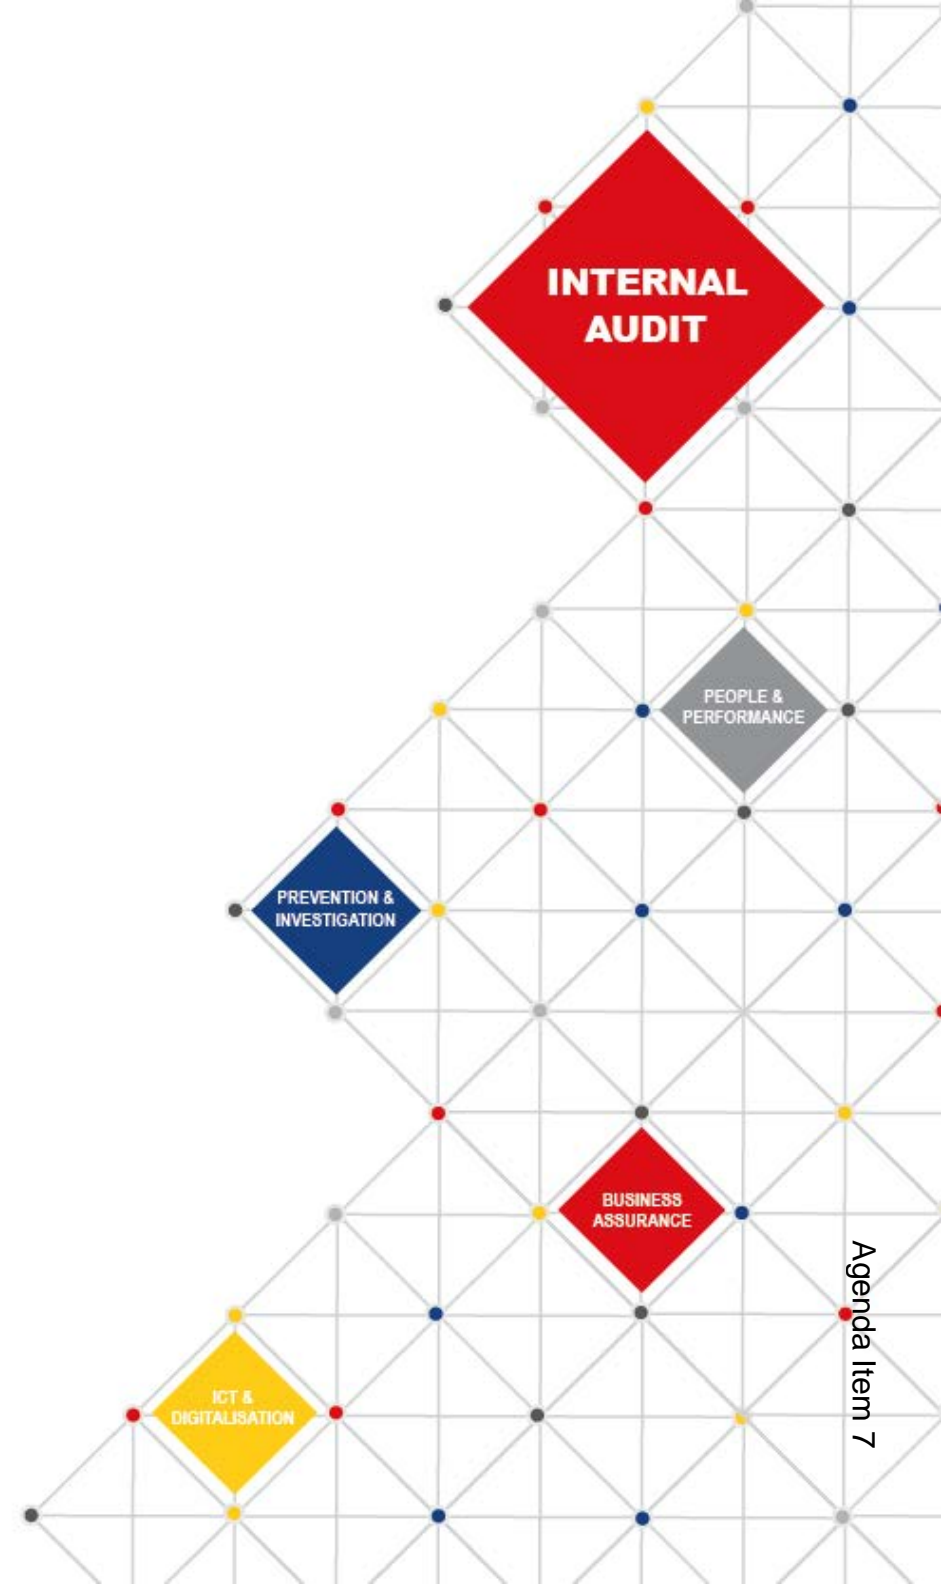 INTERNAL
AUDIT
PEOPLE &
PERFORMANCE
PREVENTION &
INVESTIGATION
BUSINESS
ASSURANCE
Agenda Item 7
ICT &
DIGITALISATION